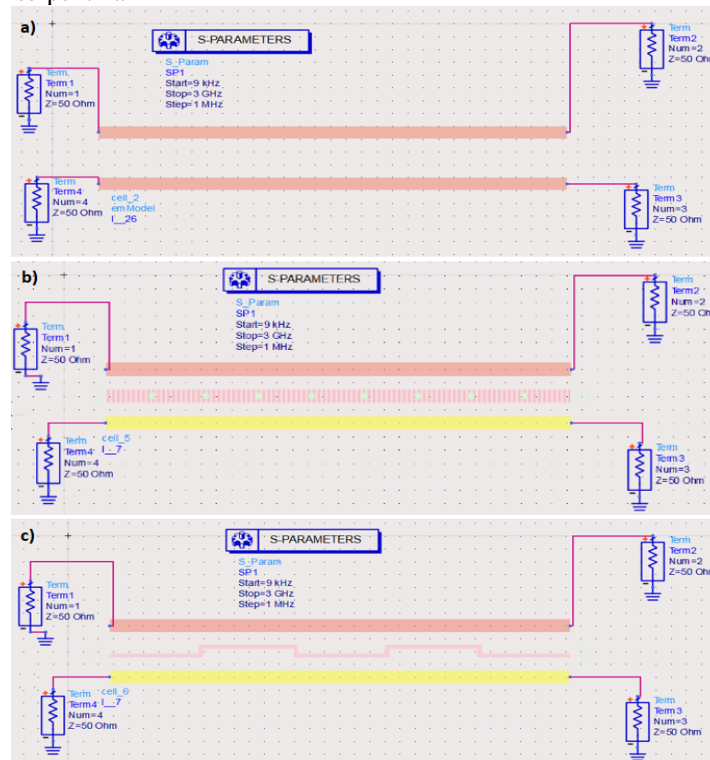 a)
S-PARAMETERS
S_Param
SP1
Start=9 kHz
Stop=3 GHz
Step=1 MHz
Term
Term1
Num=1
Z=50 Ohm
Term
Term2
Num=2
Z=50 Oh
Term
Term4
Num=4
Z=50 Ohm
cell_2
emModel
I__26
Term
Term3
Num=3
Z=50 Ohm
b)
S-PARAMETERS
S_Param
SP1
Start=9 kHz
Stop=3 GHz
Step=1 MHz
Term
Term1
Num=1
Z=50 Ohm
Term
Term2
Num=2
Z=50 Oh
Term
Term4
Num=4
Z=50 Ohm
cell_5
I__7
Term
Term3
Num=3
Z=50 Ohm
c)
S-PARAMETERS
S_Param
SP1
Start=9 kHz
Stop=3 GHz
Step=1 MHz
Term
Term1
Num=1
Z=50 Ohm
Term
Term2
Num=2
Z=50 Oh
Term
Term4
Num=4
Z=50 Ohm
cell_6
I__7
Term
Term3
Num=3
Z=50 Ohm